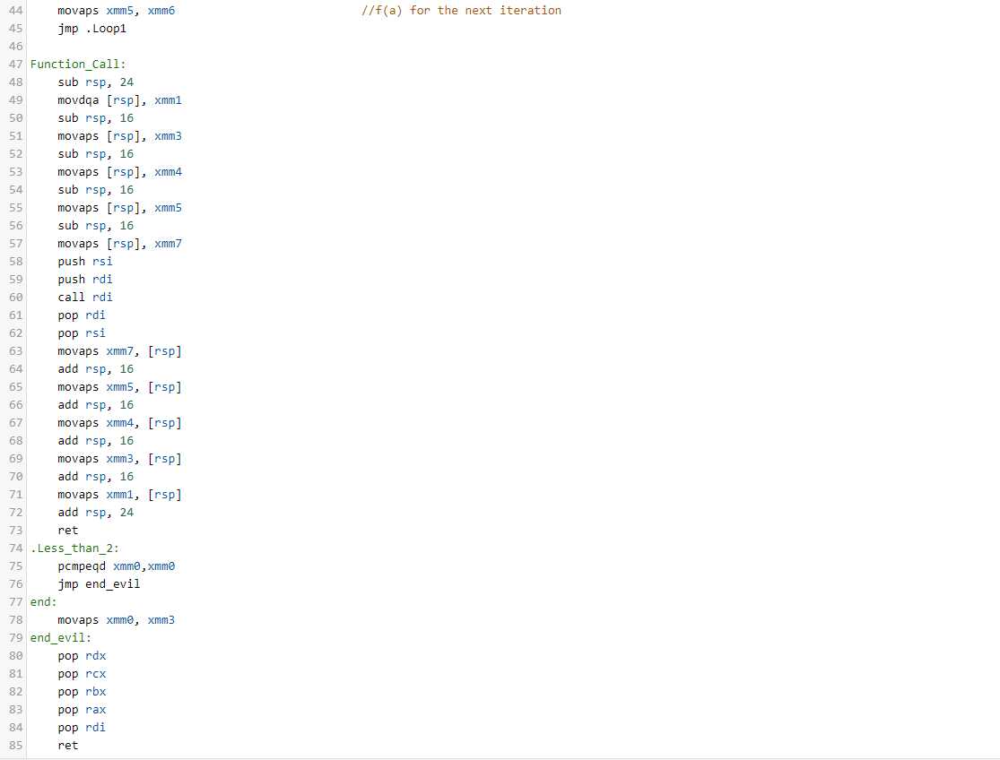 44 movaps xmm5, xmm6 //f(a) for the next iteration
45 jmp .Loop1
46
47 Function_Call:
48 sub rsp, 24
49 movdqa [rsp], xmm1
50 sub rsp, 16
51 movaps [rsp], xmm3
52 sub rsp, 16
53 movaps [rsp], xmm4
54 sub rsp, 16
55 movaps [rsp], xmm5
56 sub rsp, 16
57 movaps [rsp], xmm7
58 push rsi
59 push rdi
60 call rdi
61 pop rdi
62 pop rsi
63 movaps xmm7, [rsp]
64 add rsp, 16
65 movaps xmm5, [rsp]
66 add rsp, 16
67 movaps xmm4, [rsp]
68 add rsp, 16
69 movaps xmm3, [rsp]
70 add rsp, 16
71 movaps xmm1, [rsp]
72 add rsp, 24
73 ret
74 .Less_than_2:
75 pcmpeqd xmm0,xmm0
76 jmp end_evil
77 end:
78 movaps xmm0, xmm3
79 end_evil:
80 pop rdx
81 pop rcx
82 pop rbx
83 pop rax
84 pop rdi
85 ret